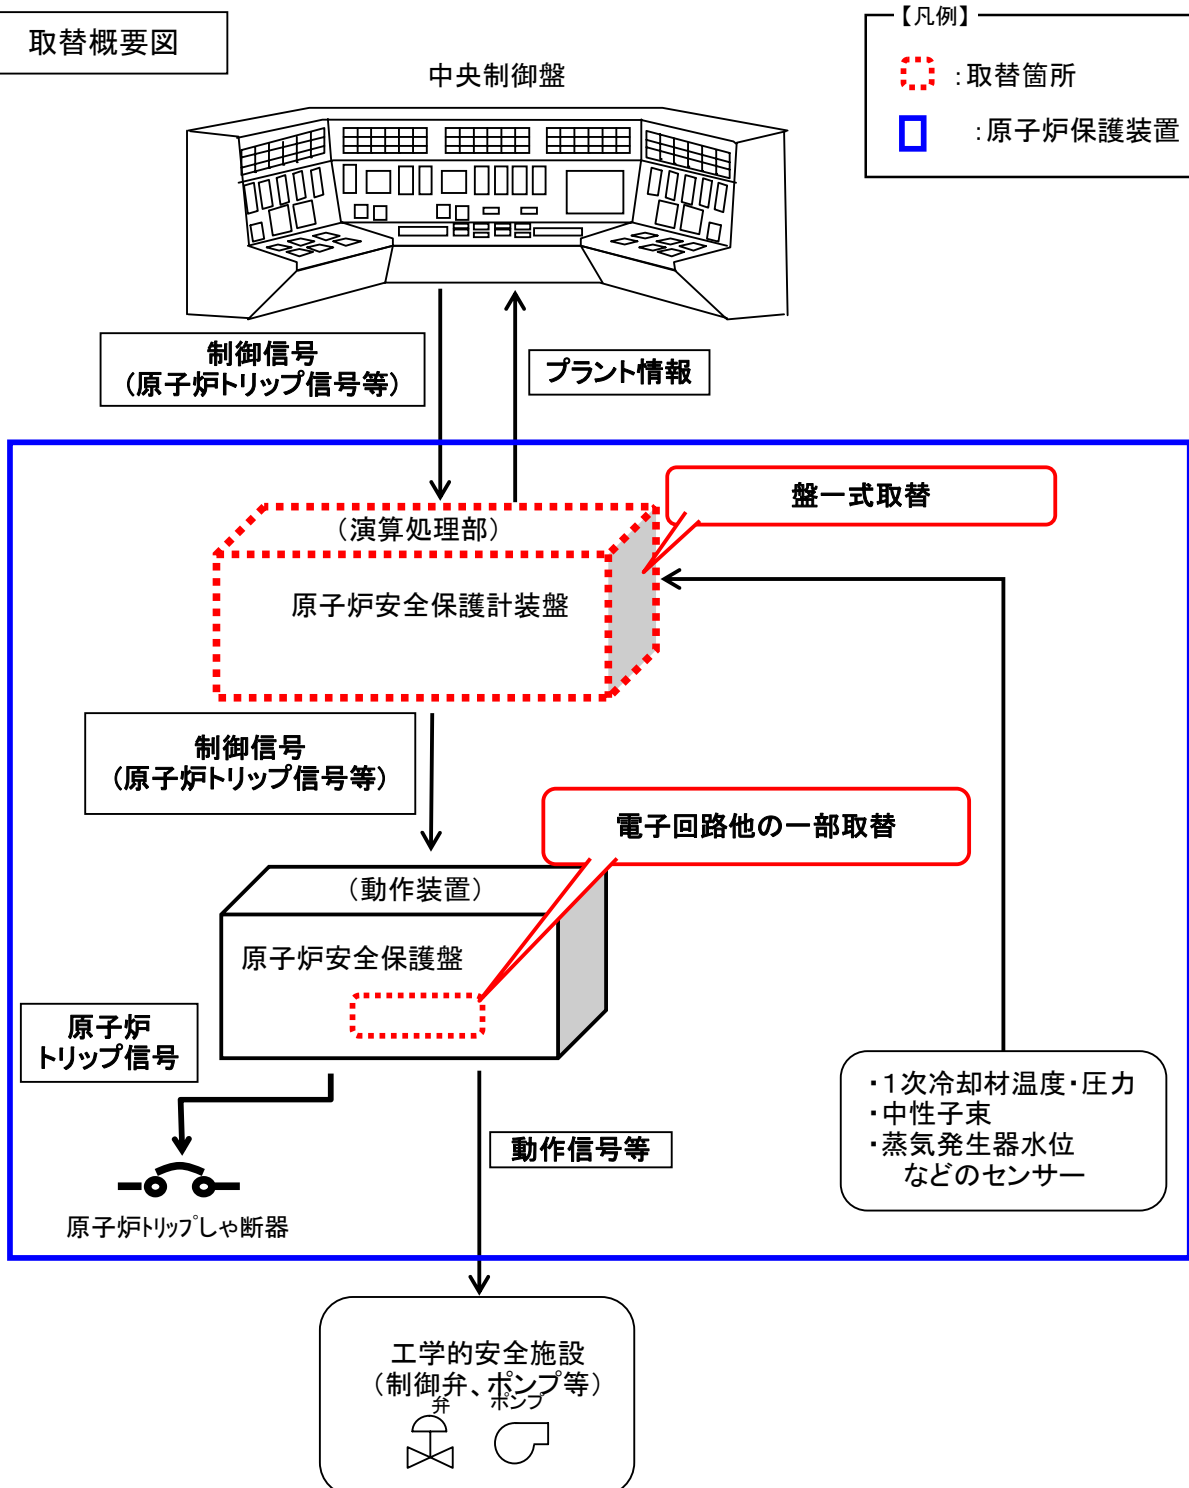 取替概要図
【凡例】
：取替箇所
：原子炉保護装置
中央制御盤
制御信号
（原子炉トリップ信号等）
プラント情報
盤一式取替
（演算処理部）
原子炉安全保護計装盤
制御信号
（原子炉トリップ信号等）
電子回路他の一部取替
（動作装置）
原子炉安全保護盤
原子炉
トリップ信号
・1次冷却材温度・圧力
・中性子束
・蒸気発生器水位
などのセンサー
動作信号等
原子炉トリップしゃ断器
工学的安全施設
（制御弁、ポンプ等）
弁 ポンプ